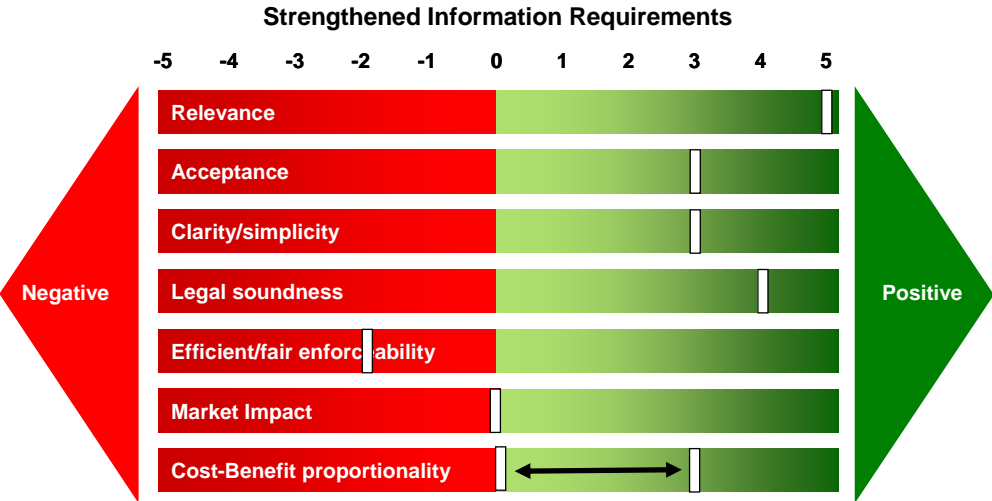 Strengthened Information Requirements
-5 -4 -3 -2 -1 0 1 2 3 4 5
Relevance
Acceptance
Clarity/simplicity
Negative
Legal soundness
Positive
Efficient/fair enforceability
Market Impact
Cost-Benefit proportionality